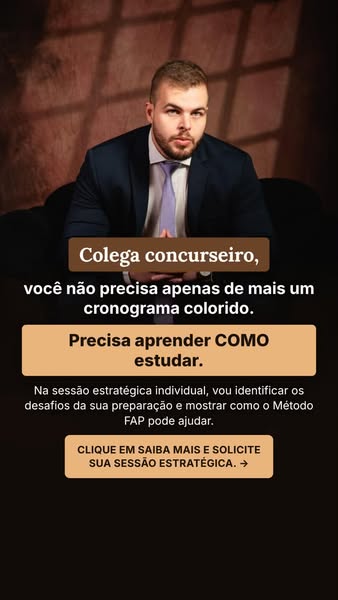 Colega concurseiro,
você não precisa apenas de mais um
cronograma colorido.
Precisa aprender COMO
estudar.
Na sessão estratégica individual, vou identificar os
desafios da sua preparação e mostrar como o Método
FAP pode ajudar.
CLIQUE EM SAIBA MAIS E SOLICITE
SUA SESSÃO ESTRATÉGICA. →